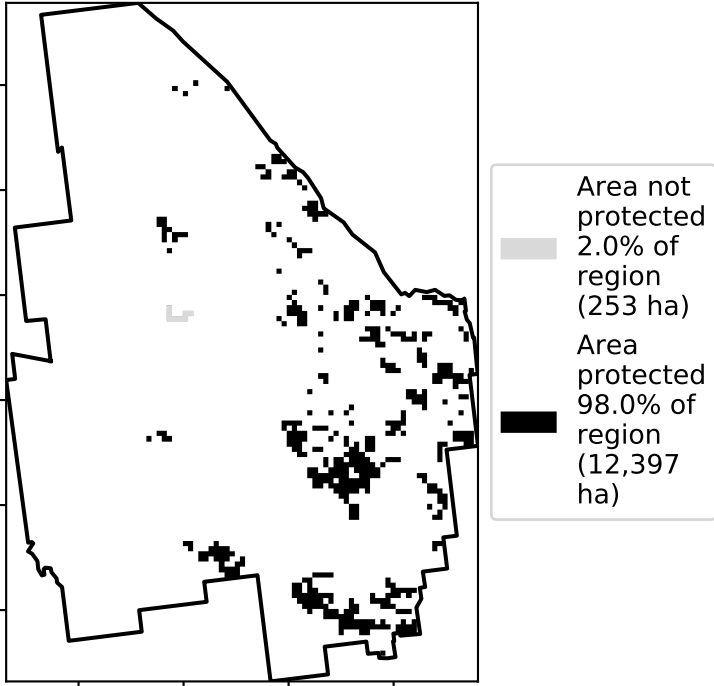 Area not
protected
2.0% of
region
(253 ha)
Area
protected
98.0% of
region
(12,397
ha)